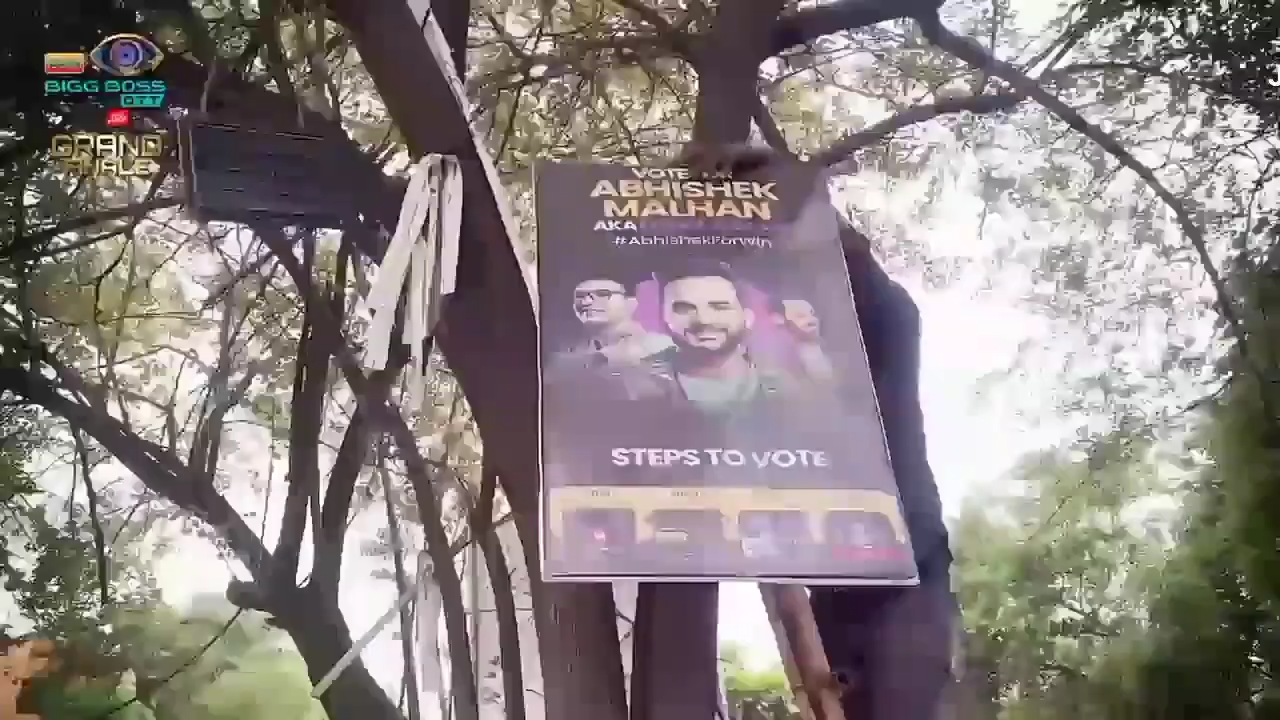 BIGG BOSS
OTT
GRAND
FINALE
VOTE
ABHISHEK
MALHAN
AKA
#AbhishekForWin
STEPS TO VOTE